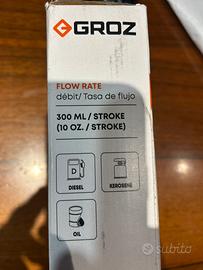 GROZ
FLOW RATE
débit/ Tasa de flujo
300 ML / STROKE
(10 OZ. / STROKE)
D
DIESEL
KEROSENE
OIL
subito